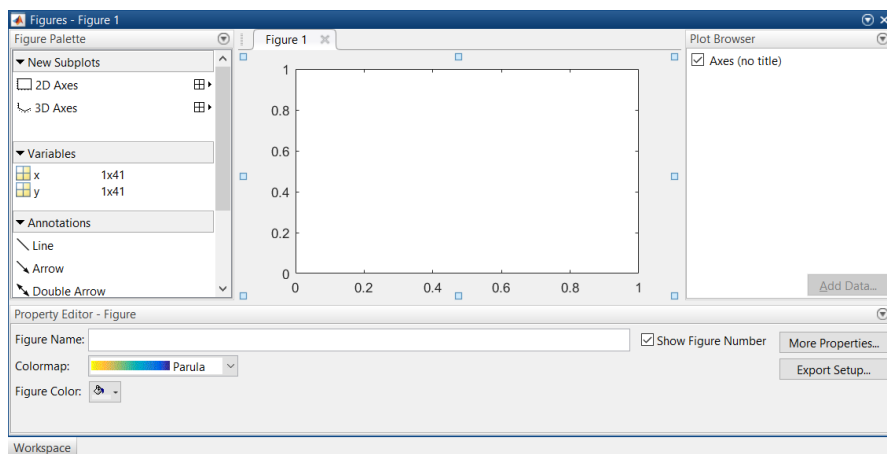 Figures - Figure 1
Figure Palette
New Subplots
2D Axes
3D Axes
Variables
x 1x41
y 1x41
Annotations
Line
Arrow
Double Arrow
Figure 1
1
0.8
0.6
0.4
0.2
0
0 0.2 0.4 0.6 0.8 1
Plot Browser
Axes (no title)
Add Data...
Property Editor - Figure
Figure Name: Show Figure Number More Properties...
Colormap: Parula Export Setup...
Figure Color:
Workspace